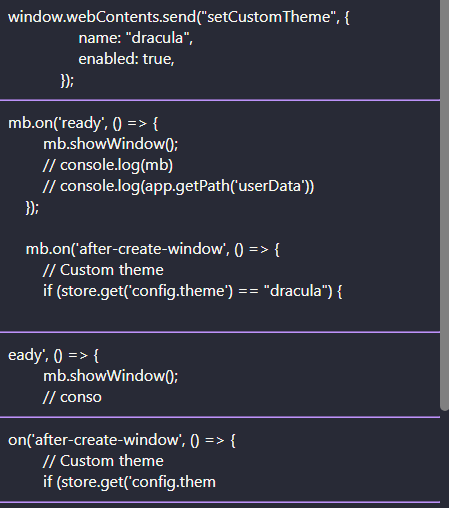 window.webContents.send("setCustomTheme", {
name: "dracula",
enabled: true,
});
mb.on('ready', () => {
mb.showWindow();
// console.log(mb)
// console.log(app.getPath('userData'))
});
mb.on('after-create-window', () => {
// Custom theme
if (store.get('config.theme') == "dracula") {
eady', () => {
mb.showWindow();
// conso
on('after-create-window', () => {
// Custom theme
if (store.get('config.them